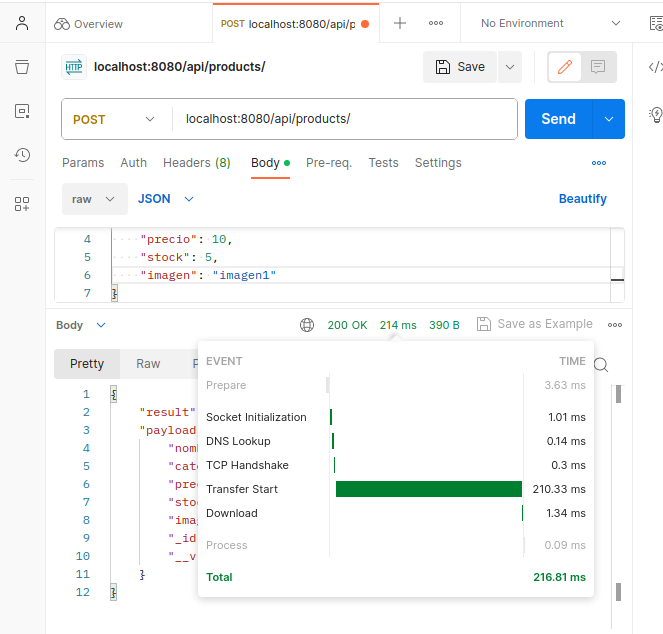 Overview
POST localhost:8080/api/p
No Environment
HTTP localhost:8080/api/products/
Save
POST
localhost:8080/api/products/
Send
Params Auth Headers (8) Body Pre-req. Tests Settings
raw JSON Beautify
4 "precio": 10,
5 "stock": 5,
6 "imagen": "imagen1"
7 }
Body 200 OK 214 ms 390 B Save as Example
Pretty Raw P
EVENT TIME
Prepare 3.63 ms
Socket Initialization 1.01 ms
DNS Lookup 0.14 ms
TCP Handshake 0.3 ms
Transfer Start 210.33 ms
Download 1.34 ms
Process 0.09 ms
Total 216.81 ms
1 {
2 "result"
3 "payload
4 "nom
5 "cate
6 "prec
7 "stoc
8 "imag
9 "_id
10 "__v
11 }
12 }